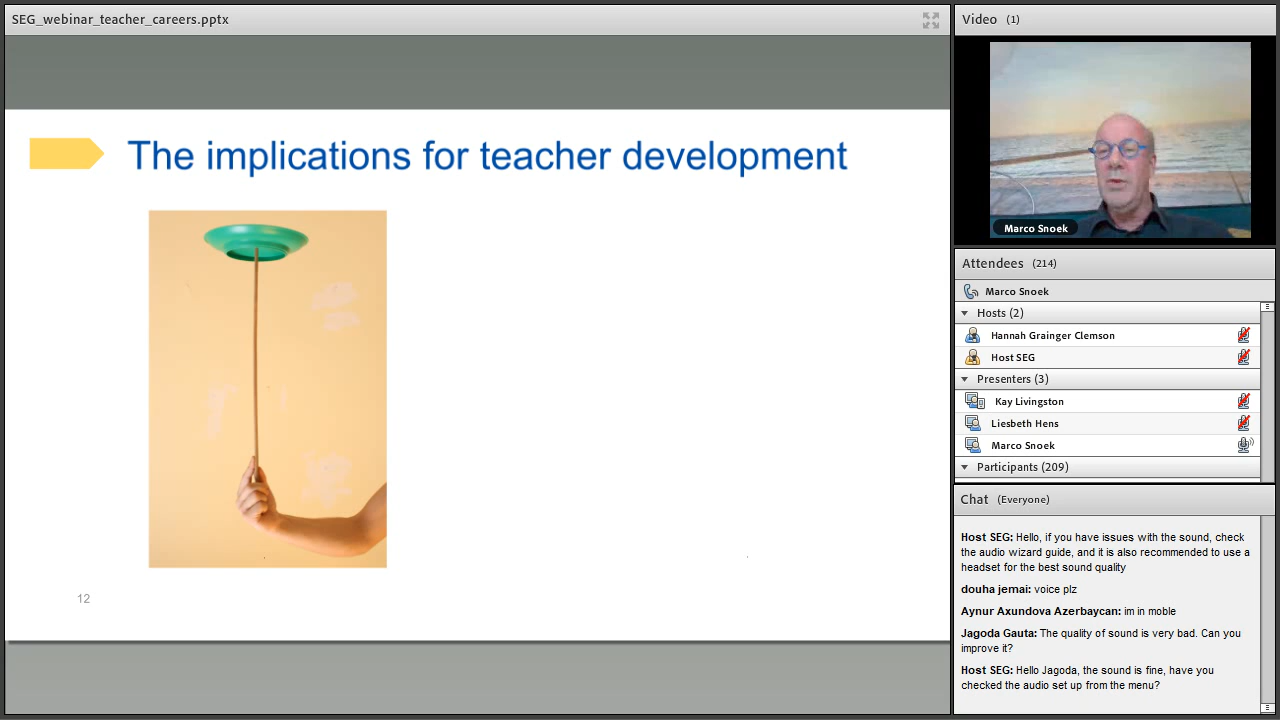 SEG_webinar_teacher_careers.pptx
The implications for teacher development
12
Video (1)
Marco Snoek
Attendees (214)
Marco Snoek
Hosts (2)
Hannah Grainger Clemson
Host SEG
Presenters (3)
Kay Livingston
Liesbeth Hens
Marco Snoek
Participants (209)
Chat (Everyone)
Host SEG: Hello, if you have issues with the sound, check
the audio wizard guide, and it is also recommended to use a
headset for the best sound quality
douha jemai: voice plz
Aynur Axundova Azerbaycan: im in moble
Jagoda Gauta: The quality of sound is very bad. Can you
improve it?
Host SEG: Hello Jagoda, the sound is fine, have you
checked the audio set up from the menu?